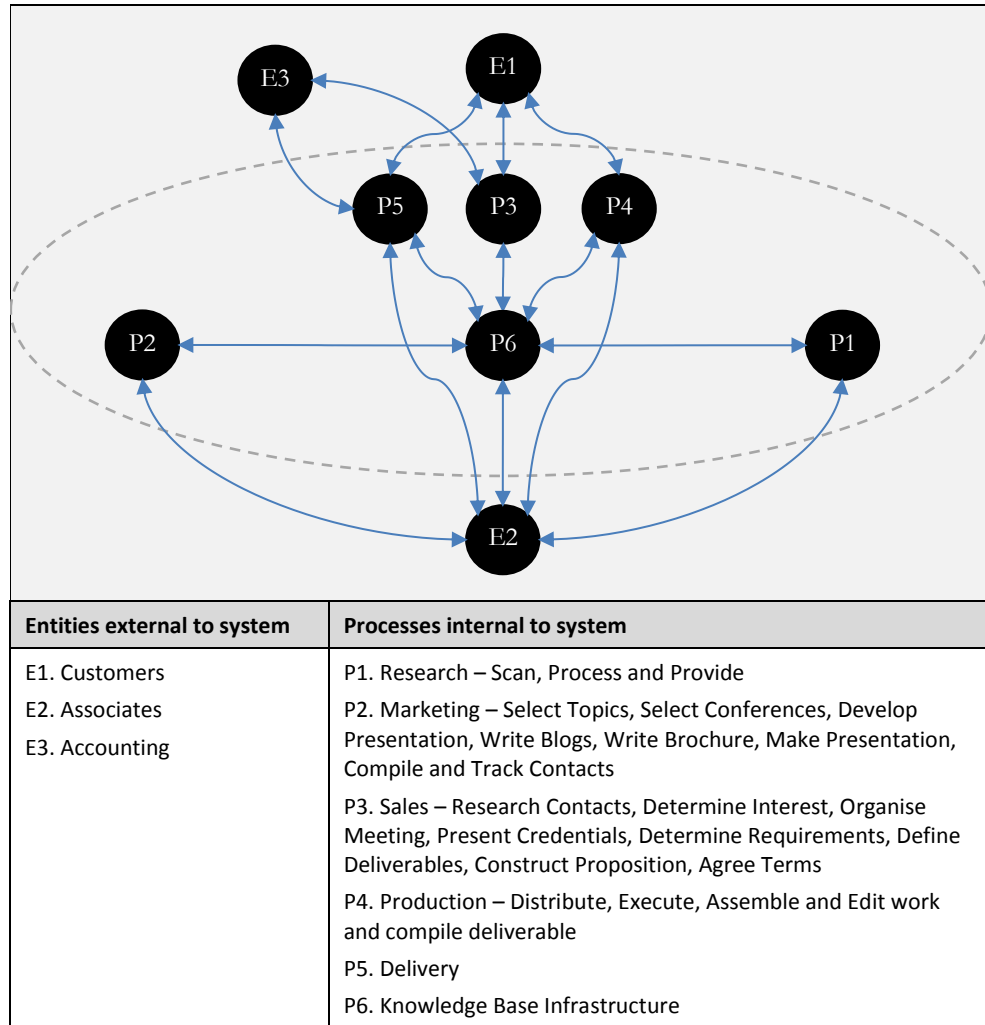 E3
E1
P5
P3
P4
P2
P6
P1
E2
Entities external to system
Processes internal to system
E1. Customers
E2. Associates
E3. Accounting
P1. Research – Scan, Process and Provide
P2. Marketing – Select Topics, Select Conferences, Develop
Presentation, Write Blogs, Write Brochure, Make Presentation,
Compile and Track Contacts
P3. Sales – Research Contacts, Determine Interest, Organise
Meeting, Present Credentials, Determine Requirements, Define
Deliverables, Construct Proposition, Agree Terms
P4. Production – Distribute, Execute, Assemble and Edit work
and compile deliverable
P5. Delivery
P6. Knowledge Base Infrastructure